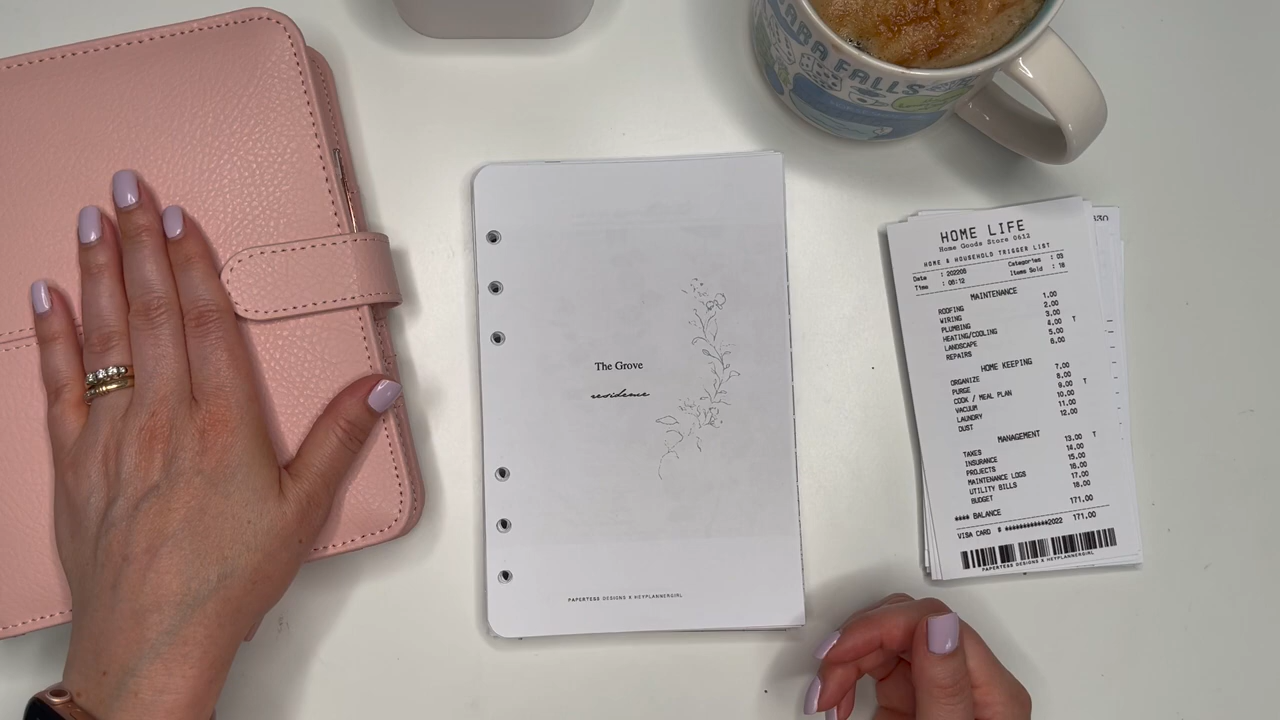 ARA FALLS
The Grove
residence
PAPERTESS DESIGNS X HEYPLANNERGIRL
HOME LIFE
Home Goods Store 0612
HOME & HOUSEHOLD TRIGGER LIST
Date : 202208 Categories : 03
Time : 06:12 Items Sold : 18
MAINTENANCE
ROOFING 1.00
WIRING 2.00
PLUMBING 3.00
HEATING/COOLING 4.00 T
LANDSCAPE 5.00
REPAIRS 6.00
HOME KEEPING
ORGANIZE 7.00
PURGE 8.00
COOK / MEAL PLAN 9.00 T
VACUUM 10.00
LAUNDRY 11.00
DUST 12.00
MANAGEMENT
TAXES 13.00 T
INSURANCE 14.00
PROJECTS 15.00
MAINTENANCE LOGS 16.00
UTILITY BILLS 17.00
BUDGET 18.00
**** BALANCE 171.00
VISA CARD # ************2022 171.00
PAPERTESS DESIGNS X HEYPLANNERGIRL